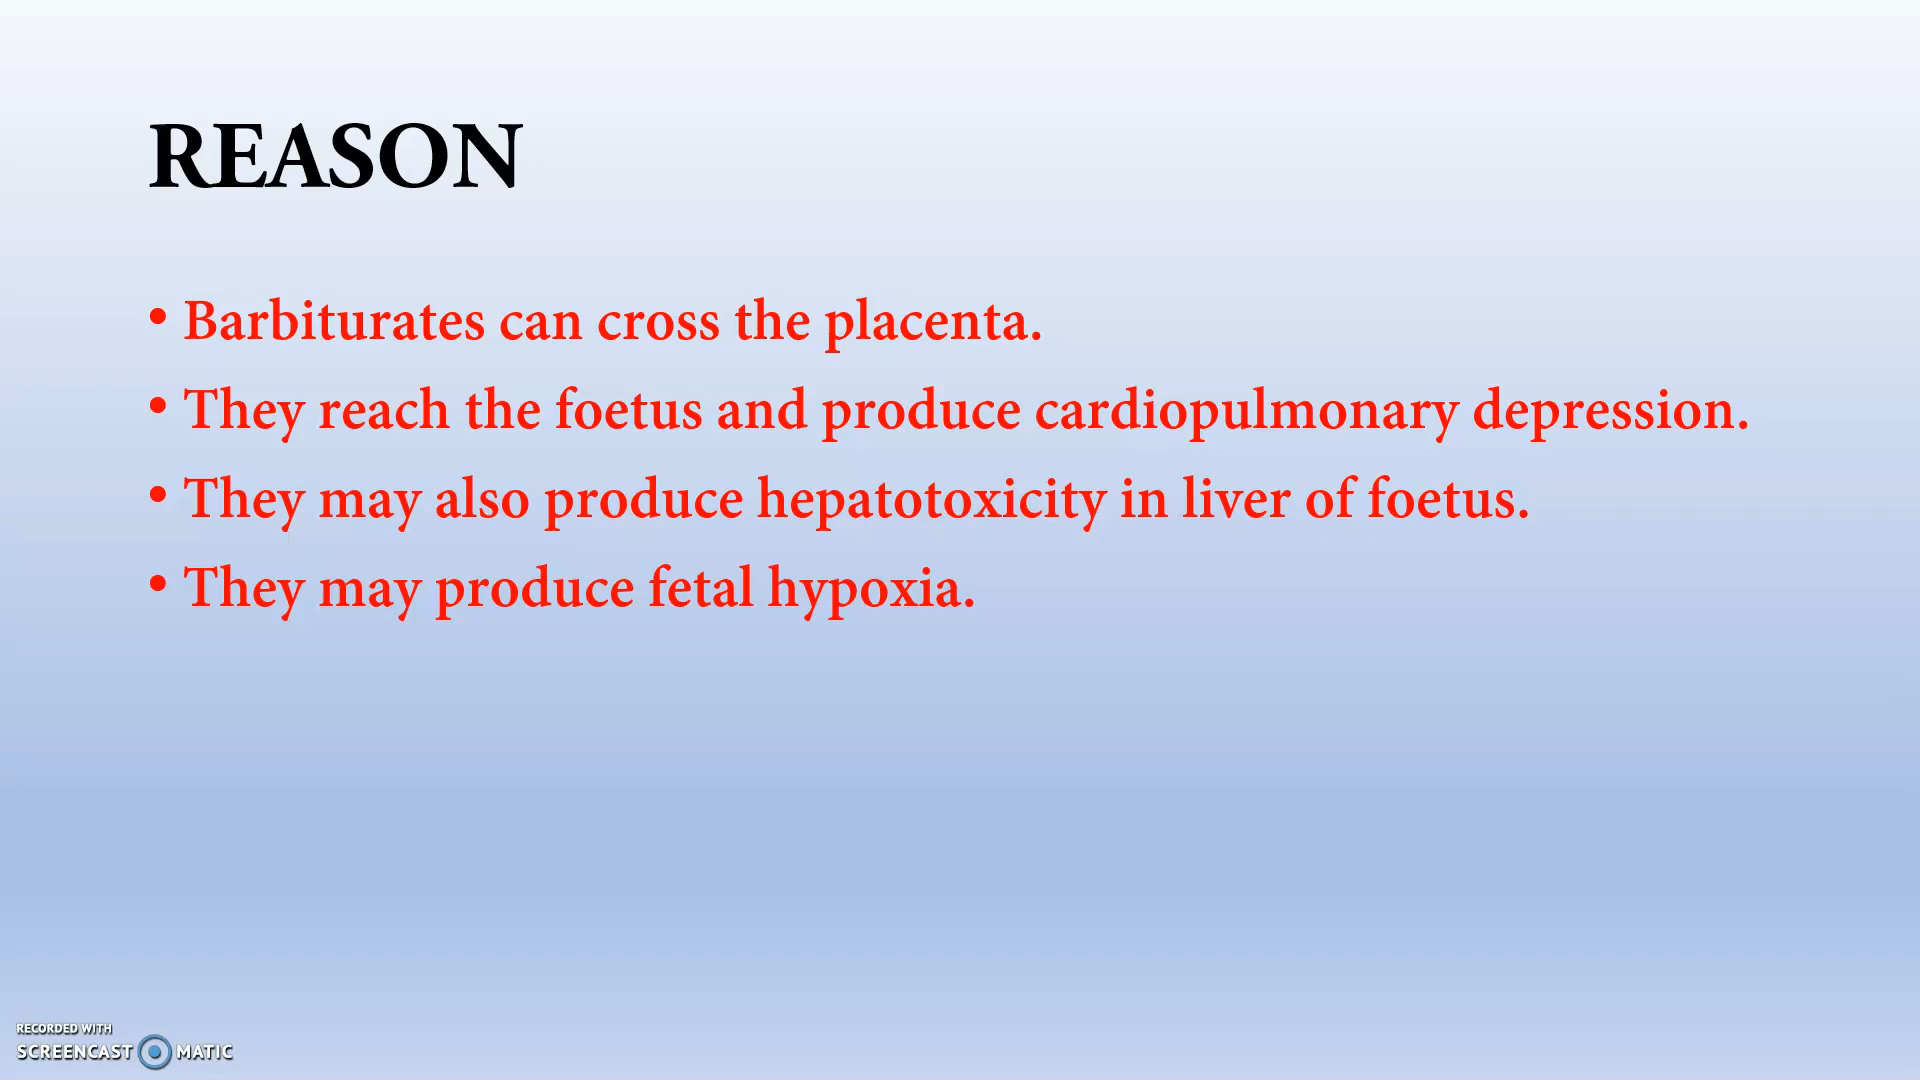 REASON
• Barbiturates can cross the placenta.
• They reach the foetus and produce cardiopulmonary depression.
• They may also produce hepatotoxicity in liver of foetus.
• They may produce fetal hypoxia.
RECORDED WITH
SCREENCAST MATIC